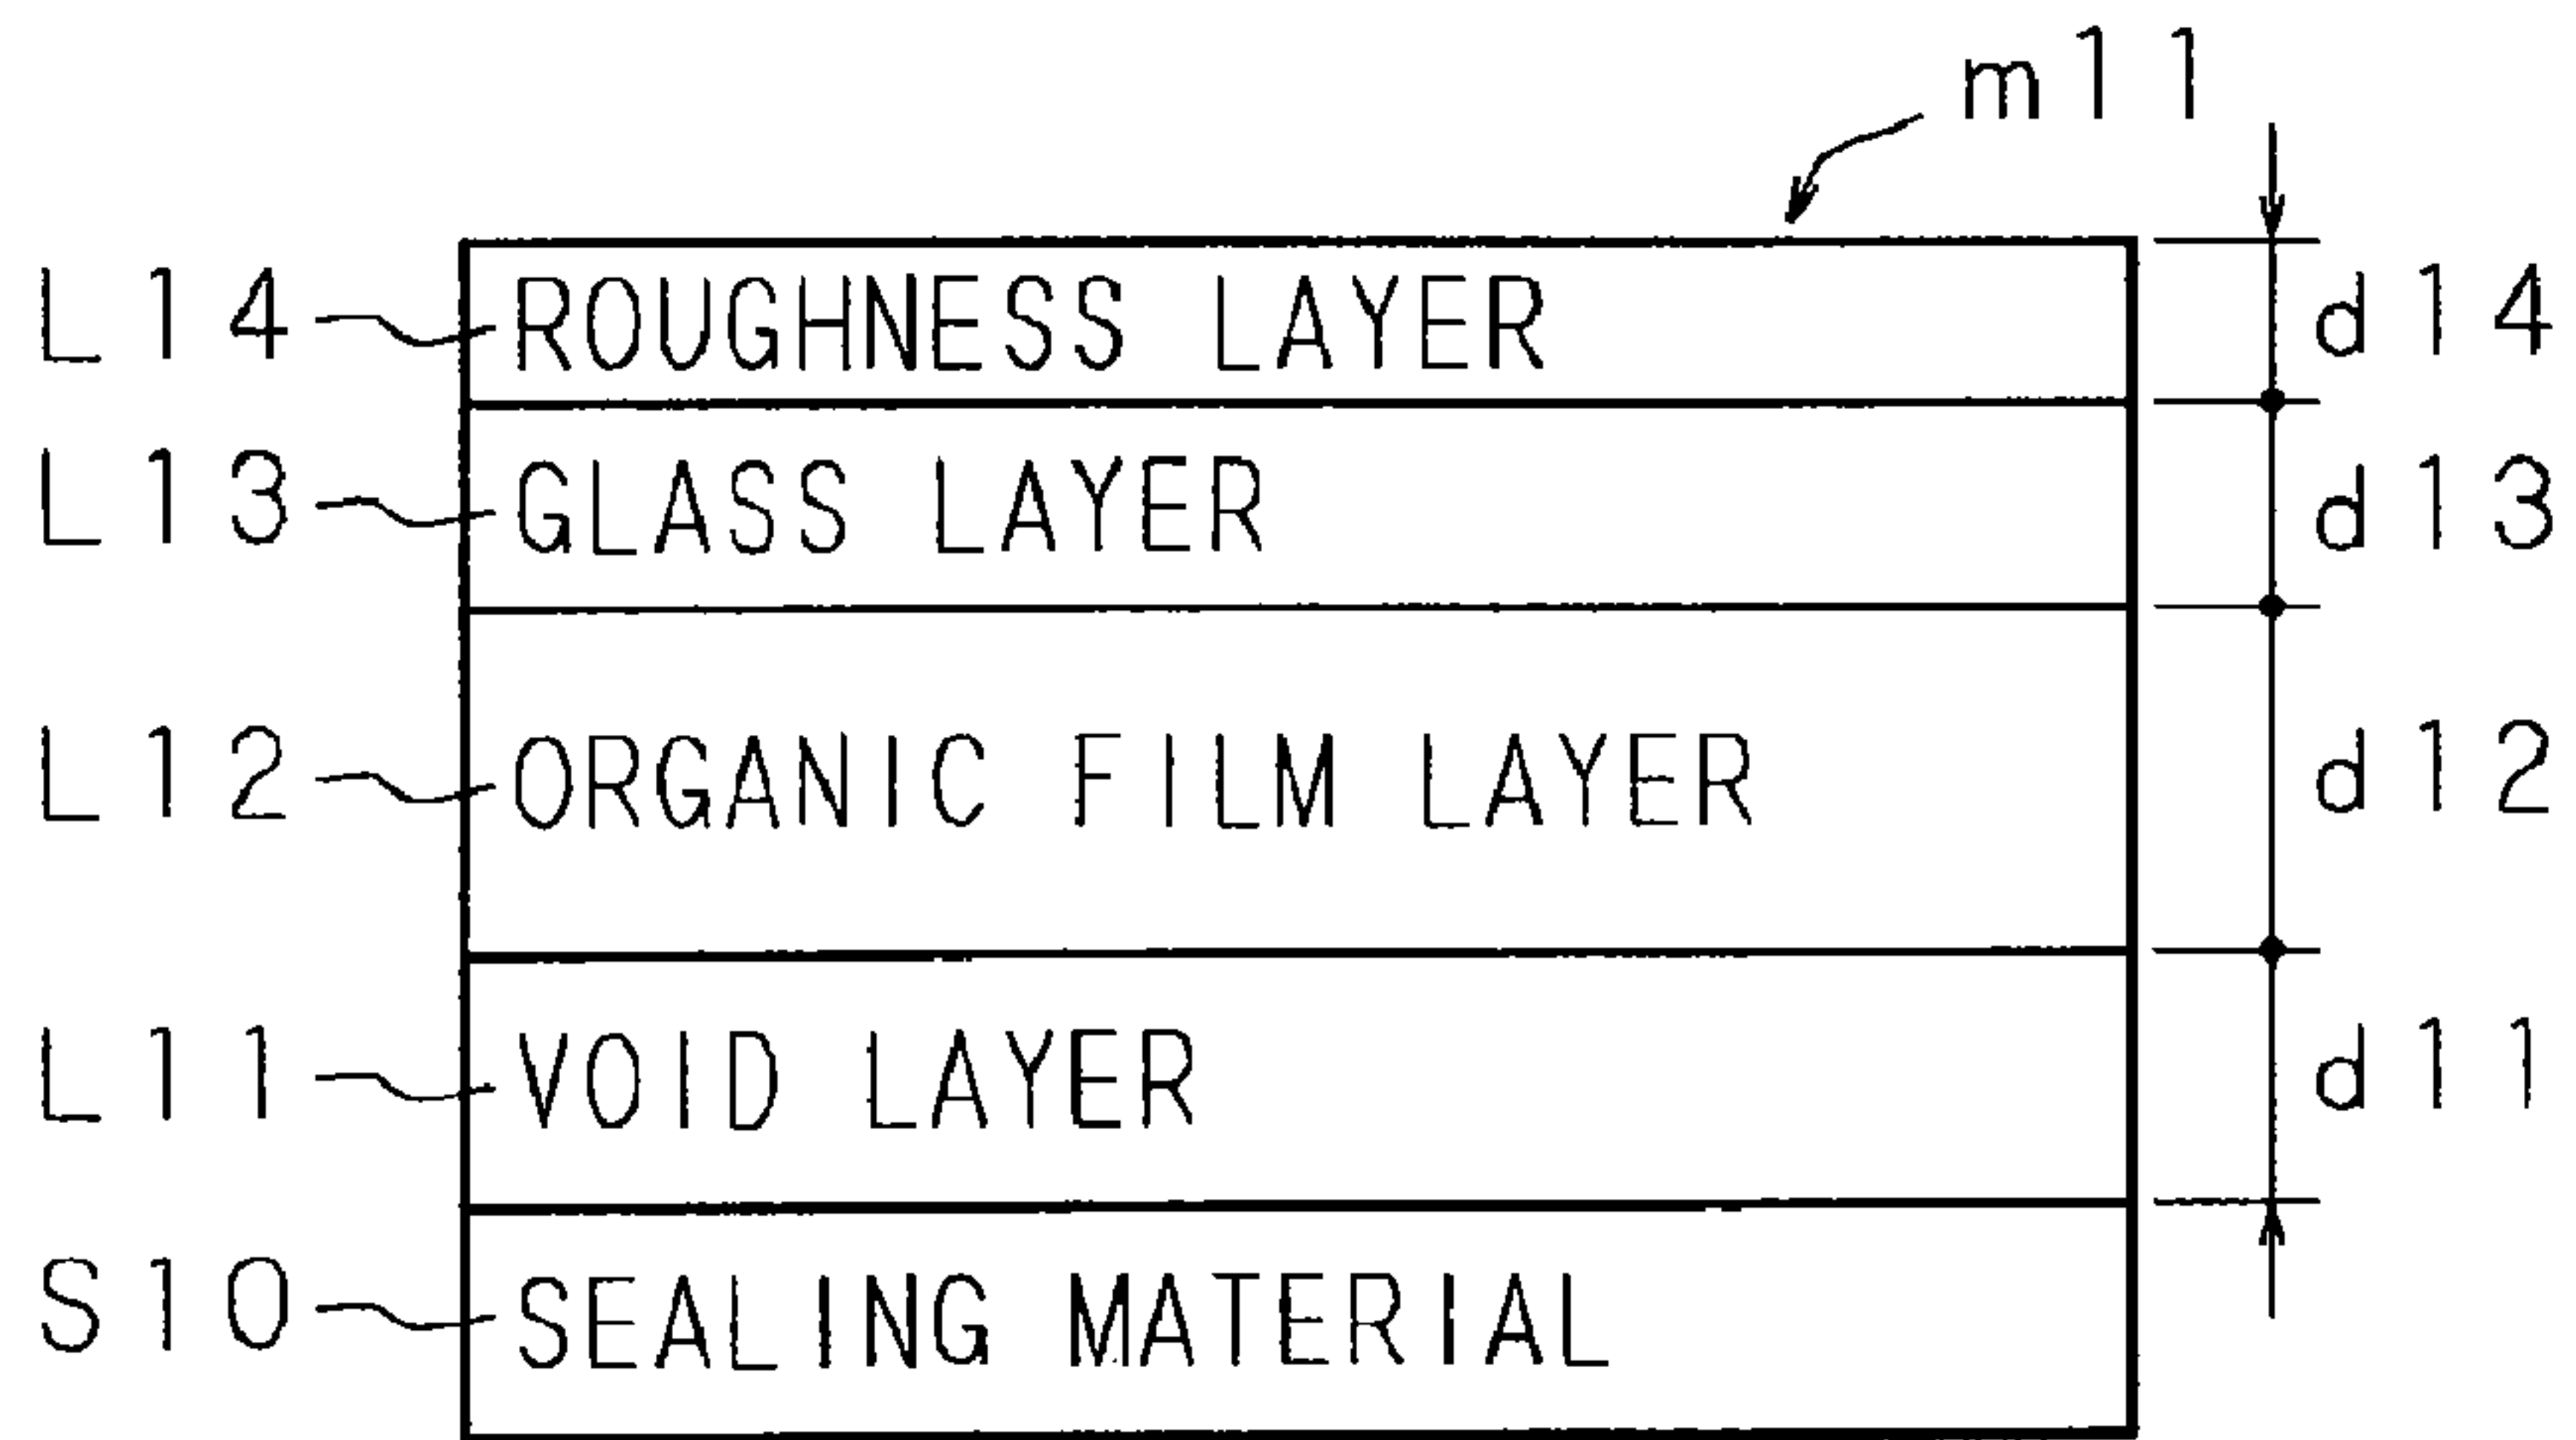 m11
L14 ROUGHNESS LAYER d14
L13 GLASS LAYER d13
L12 ORGANIC FILM LAYER d12
L11 VOID LAYER d11
S10 SEALING MATERIAL